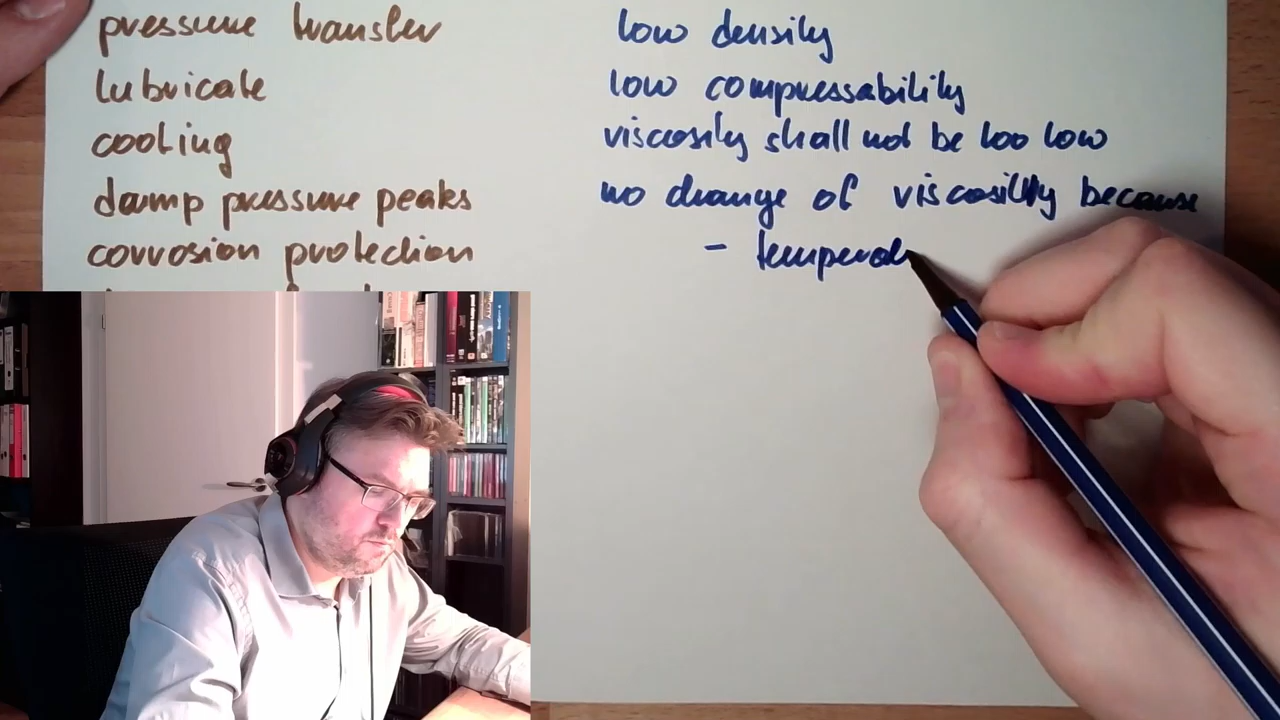 pressure transfer
lubricate
cooling
damp pressure peaks
corrosion protection
low density
low compressability
viscosity shall not be too low
no change of viscosity because
- temperat